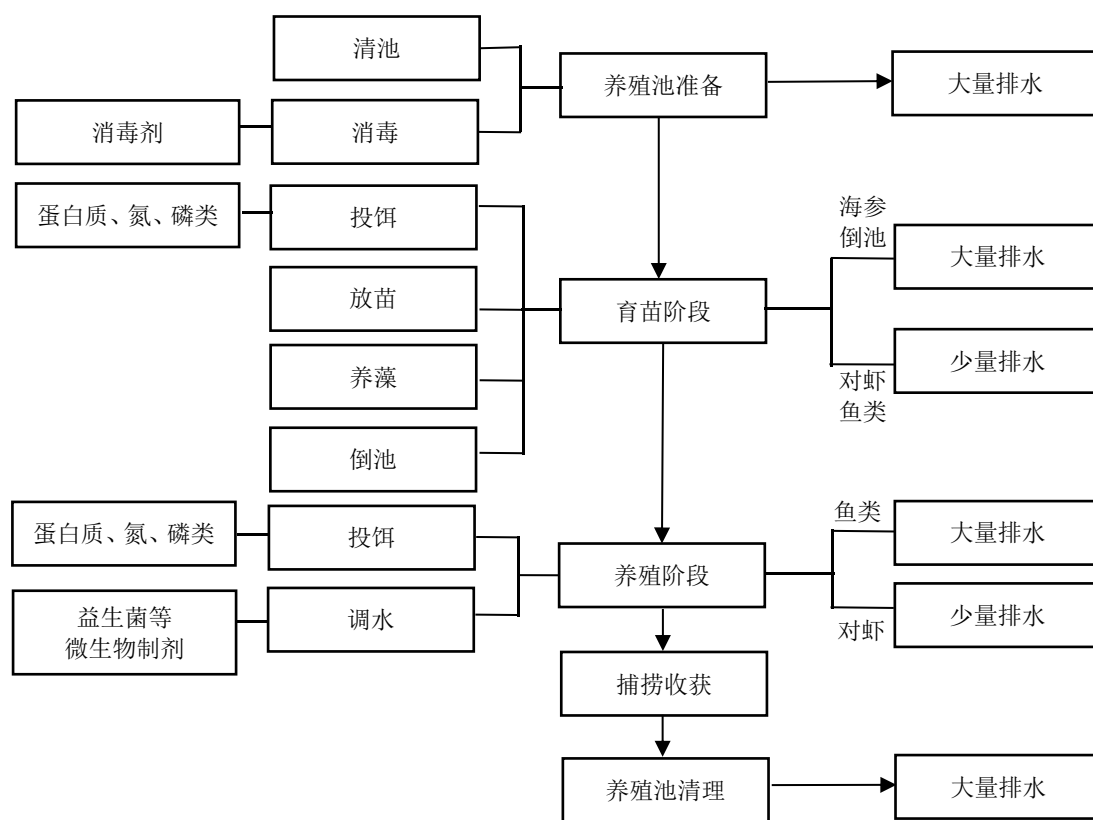 清池
养殖池准备
大量排水
消毒剂
消毒
蛋白质、氮、磷类
投饵
海参
倒池
大量排水
放苗
育苗阶段
养藻
少量排水
对虾
鱼类
倒池
蛋白质、氮、磷类
投饵
鱼类
大量排水
养殖阶段
益生菌等
微生物制剂
调水
对虾
少量排水
捕捞收获
养殖池清理
大量排水